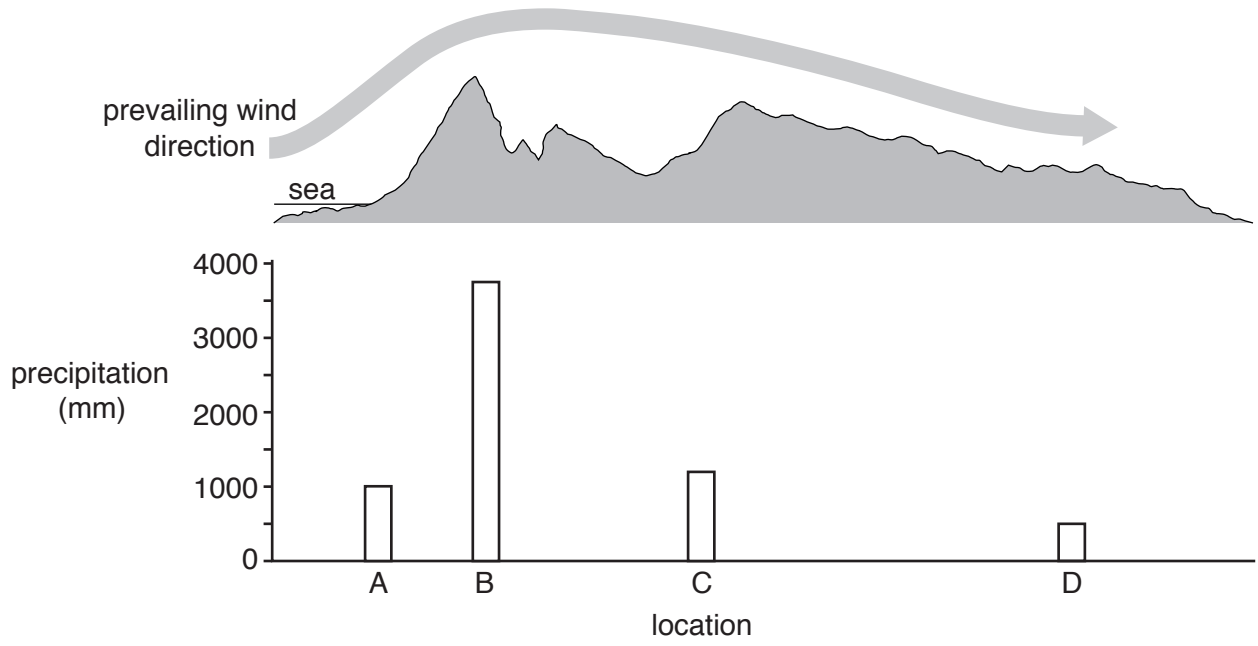 prevailing wind
direction
sea
4000
3000
2000
1000
0
precipitation
(mm)
A B C D
location